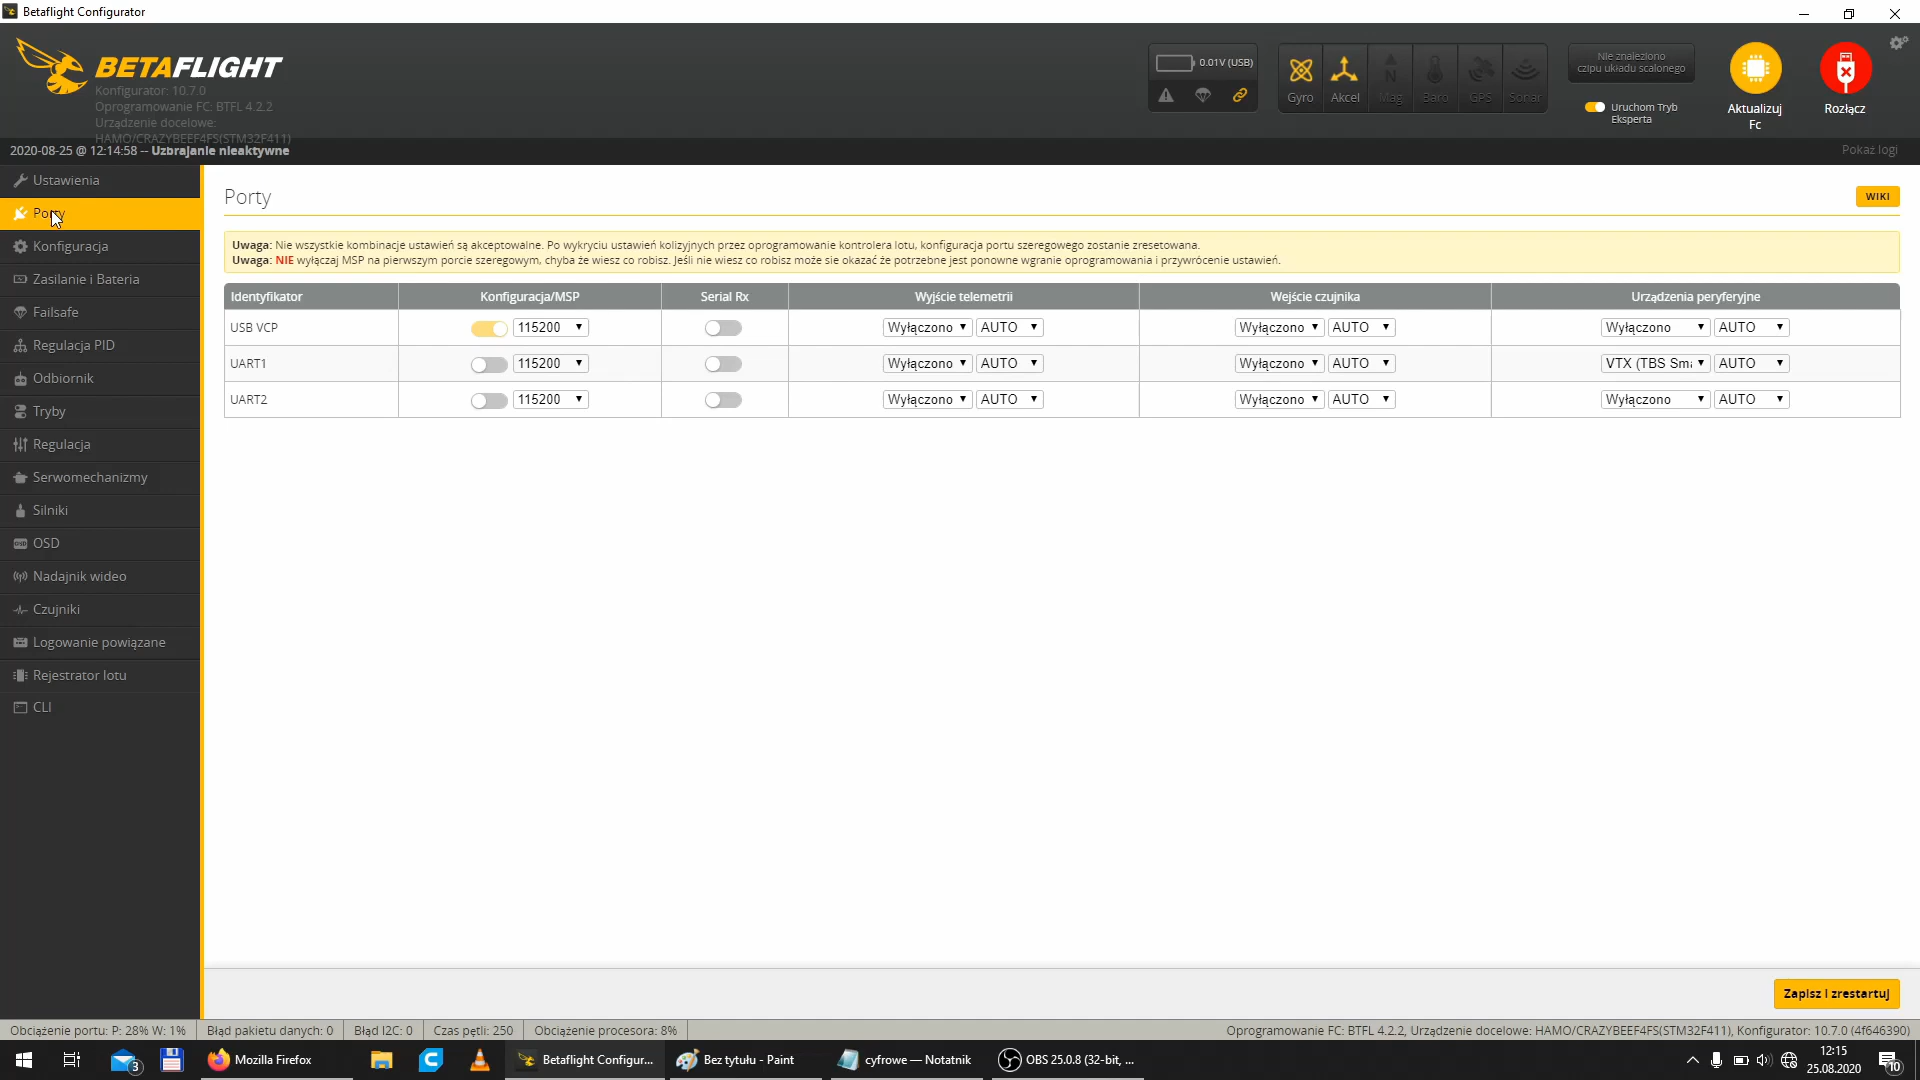 Betaflight Configurator
BETAFLIGHT
Konfigurator: 10.7.0
Oprogramowanie FC: BTFL 4.2.2
Urządzenie docelowe:
HAMO/CRAZYBEEF4FS(STM32F411)
0.01V (USB)
Gyro
Akcel
Mag
Baro
GPS
Sonar
Nie znaleziono
czipu układu scalonego
Uruchom Tryb
Eksperta
Aktualizuj
Fc
Rozłącz
2020-08-25 @ 12:14:58 -- Uzbrajanie nieaktywne
Pokaż logi
Ustawienia
Porty
Konfiguracja
Zasilanie i Bateria
Failsafe
Regulacja PID
Odbiornik
Tryby
Regulacja
Serwomechanizmy
Silniki
OSD
Nadajnik wideo
Czujniki
Logowanie powiązane
Rejestrator lotu
CLI
Porty
WIKI
Uwaga: Nie wszystkie kombinacje ustawień są akceptowalne. Po wykryciu ustawień kolizyjnych przez oprogramowanie kontrolera lotu, konfiguracja portu szeregowego zostanie zresetowana.
Uwaga: NIE wyłączaj MSP na pierwszym porcie szeregowym, chyba że wiesz co robisz. Jeśli nie wiesz co robisz może sie okazać że potrzebne jest ponowne wgranie oprogramowania i przywrócenie ustawień.
Identyfikator Konfiguracja/MSP Serial Rx Wyjście telemetrii Wejście czujnika Urządzenia peryferyjne
USB VCP 115200 Wyłączono AUTO Wyłączono AUTO Wyłączono AUTO
UART1 115200 Wyłączono AUTO Wyłączono AUTO VTX (TBS Sma AUTO
UART2 115200 Wyłączono AUTO Wyłączono AUTO Wyłączono AUTO
Zapisz i zrestartuj
Obciążenie portu: P: 28% W: 1% Błąd pakietu danych: 0 Błąd I2C: 0 Czas pętli: 250 Obciążenie procesora: 8% Oprogramowanie FC: BTFL 4.2.2, Urządzenie docelowe: HAMO/CRAZYBEEF4FS(STM32F411), Konfigurator: 10.7.0 (4f646390)
3 Mozilla Firefox Betaflight Configur... Bez tytułu - Paint cyfrowe — Notatnik OBS 25.0.8 (32-bit, ... 12:15
25.08.2020
10